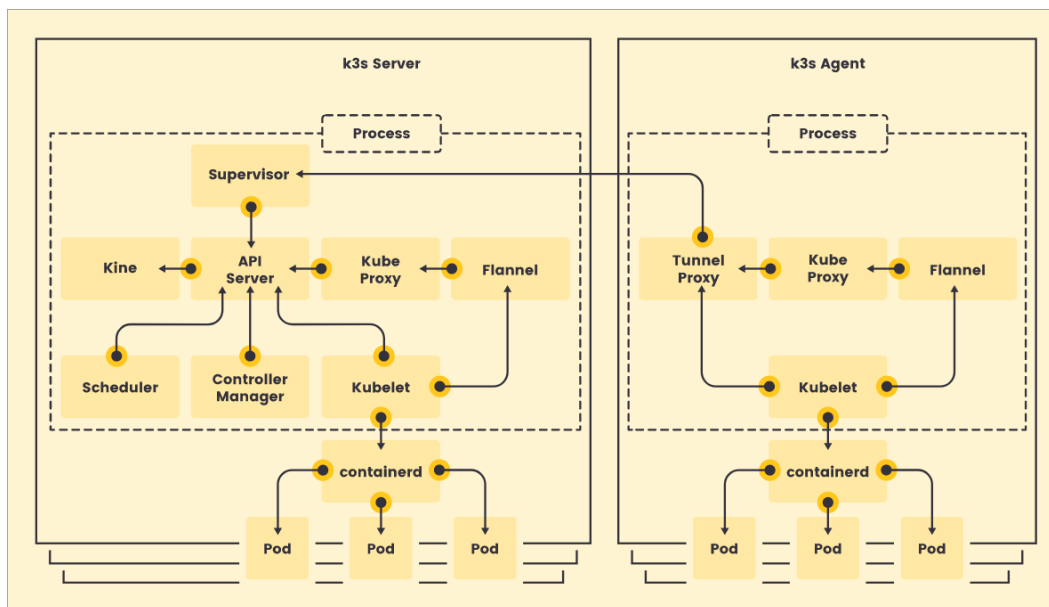 k3s Server
k3s Agent
Process
Process
Supervisor
Kine
API
Server
Kube
Proxy
Flannel
Tunnel
Proxy
Kube
Proxy
Flannel
Scheduler
Controller
Manager
Kubelet
Kubelet
containerd
containerd
Pod
Pod
Pod
Pod
Pod
Pod